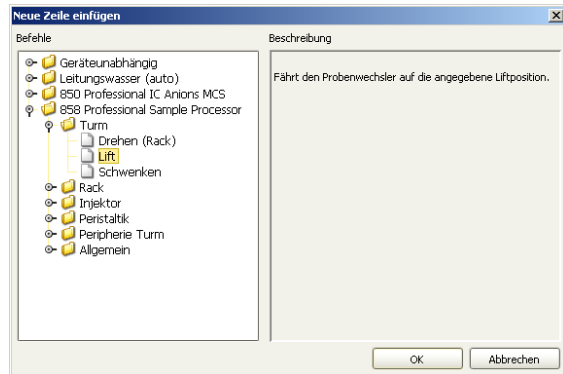 Neue Zeile einfügen
Befehle
Geräteunabhängig
Leitungswasser (auto)
850 Professional IC Anions MCS
858 Professional Sample Processor
Turm
Drehen (Rack)
Lift
Schwenken
Rack
Injektor
Peristaltik
Peripherie Turm
Allgemein
Beschreibung
Fährt den Probenwechsler auf die angegebene Liftposition.
OK
Abbrechen